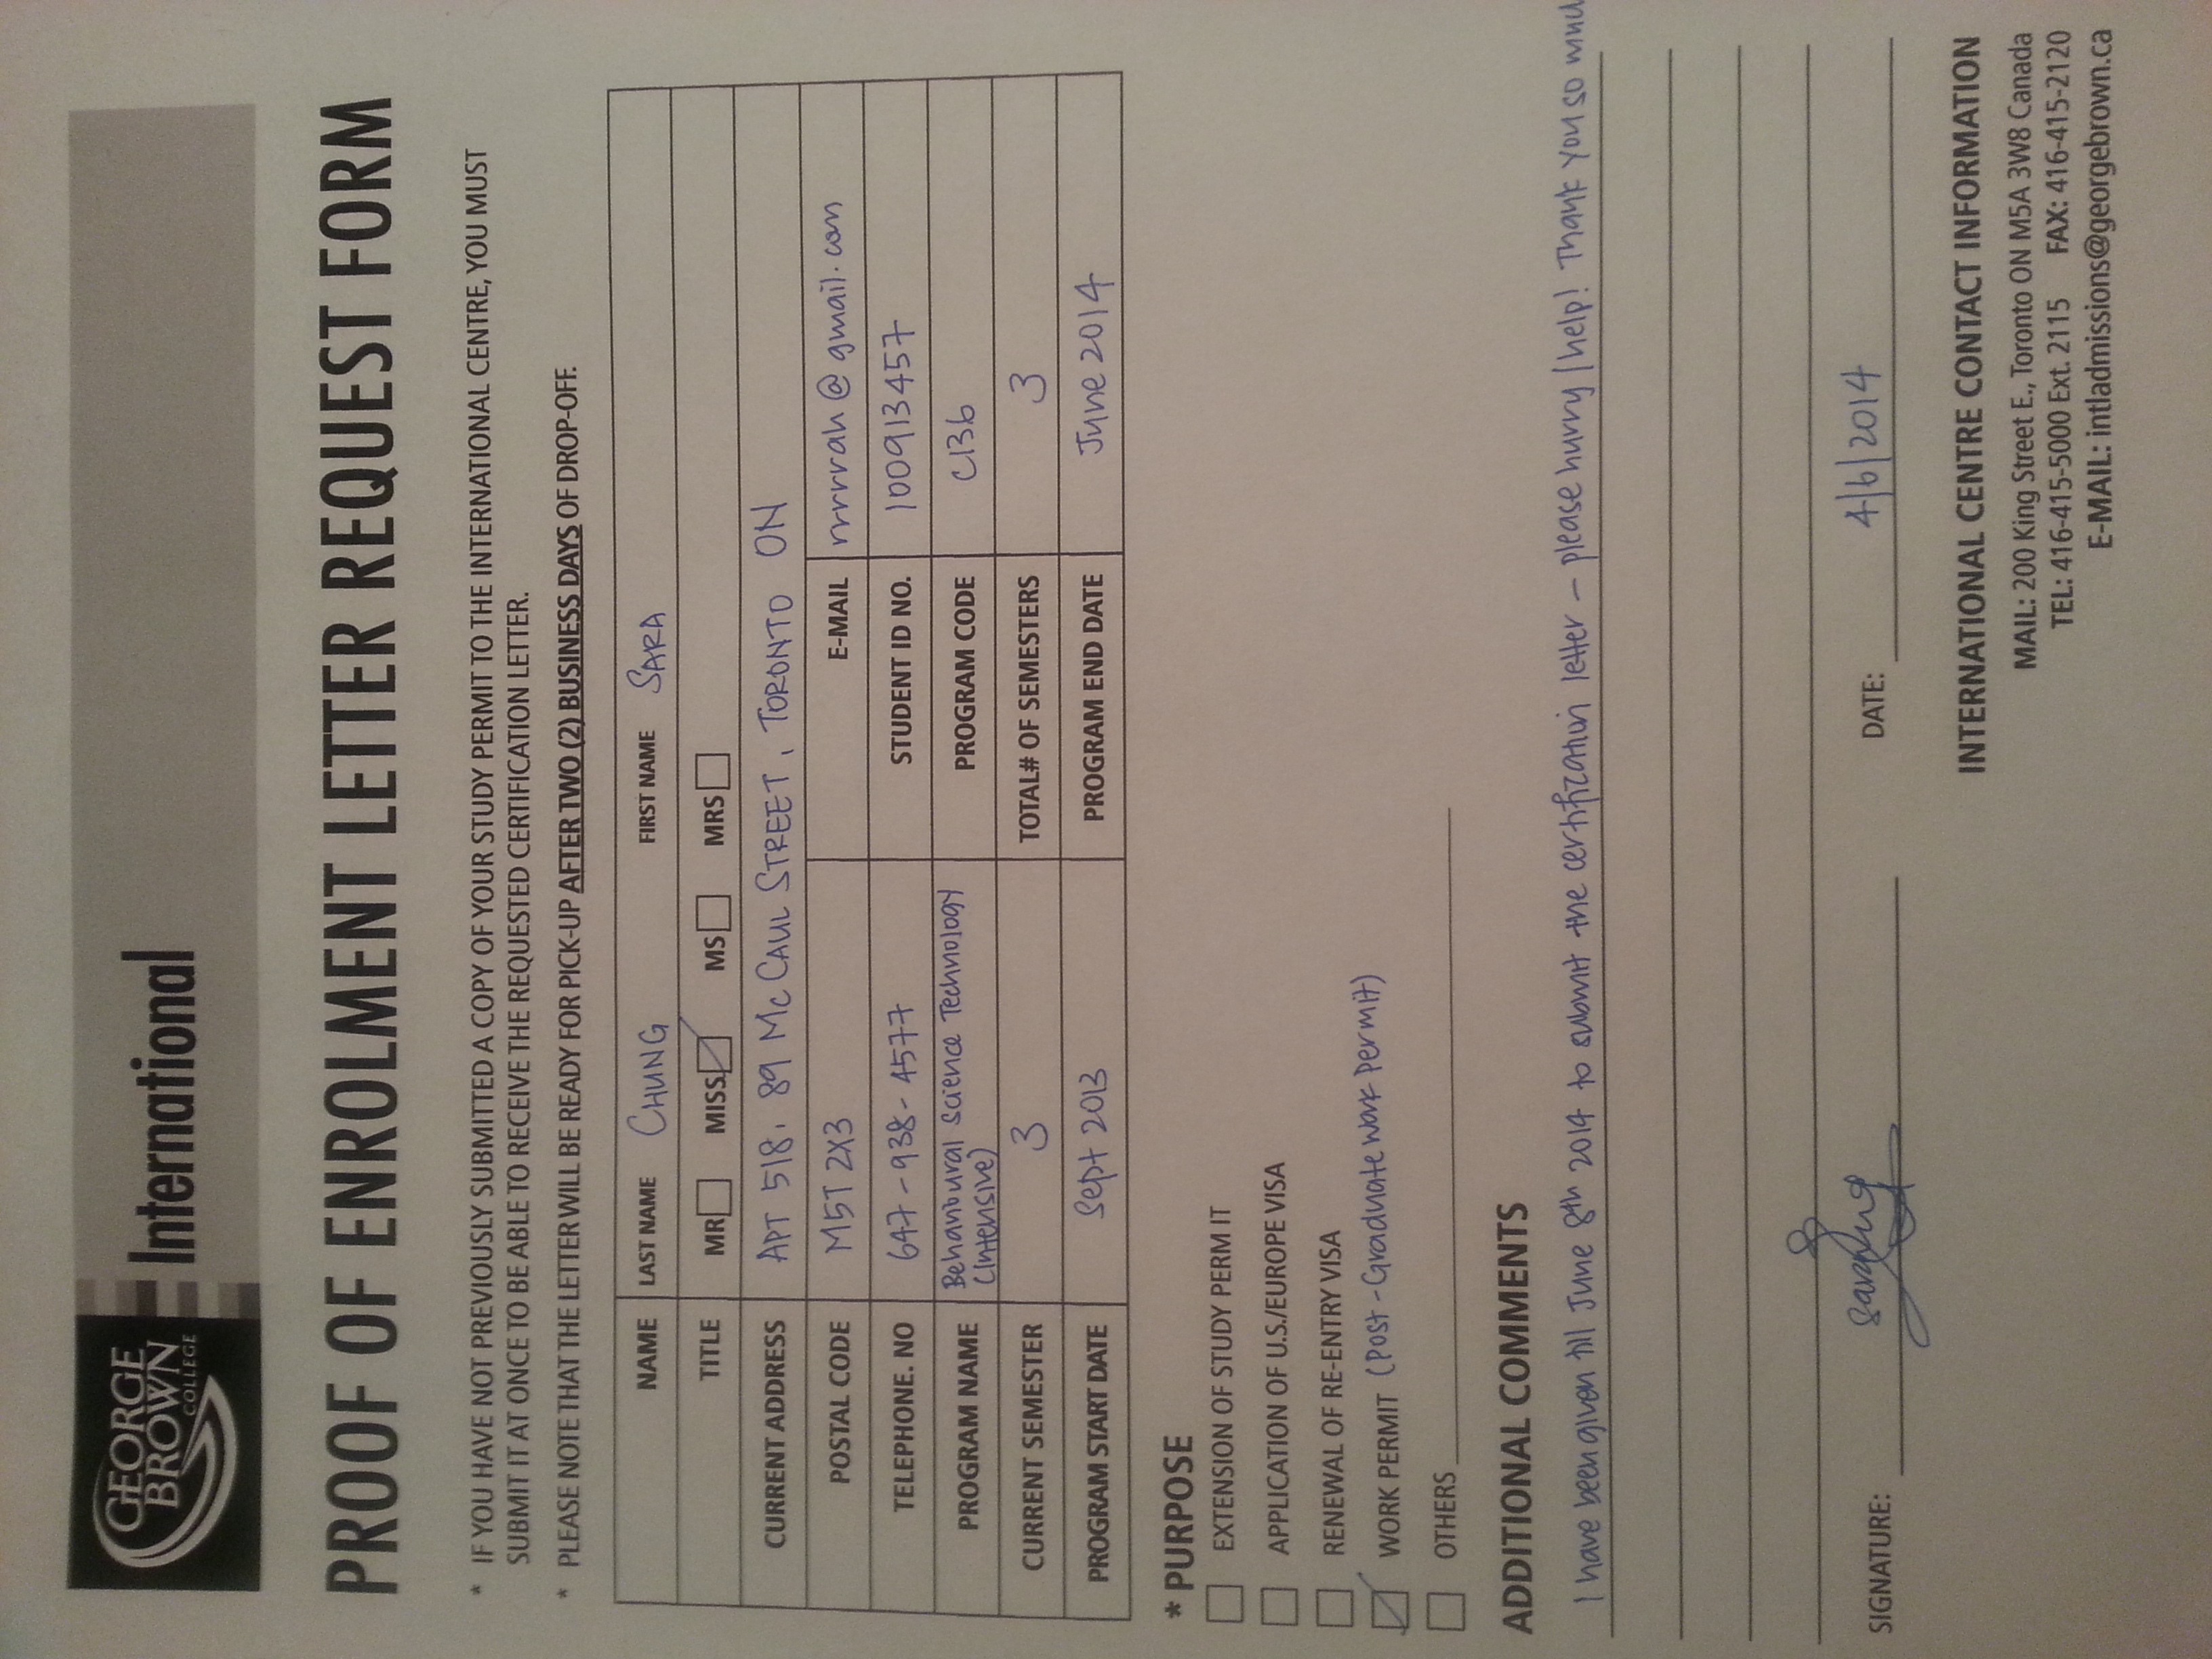 GEORGE
BROWN
COLLEGE
International
PROOF OF ENROLMENT LETTER REQUEST FORM
* IF YOU HAVE NOT PREVIOUSLY SUBMITTED A COPY OF YOUR STUDY PERMIT TO THE INTERNATIONAL CENTRE, YOU MUST
SUBMIT IT AT ONCE TO BE ABLE TO RECEIVE THE REQUESTED CERTIFICATION LETTER.
* PLEASE NOTE THAT THE LETTER WILL BE READY FOR PICK-UP AFTER TWO (2) BUSINESS DAYS OF DROP-OFF.
NAME LAST NAME CHUNG FIRST NAME SARA
TITLE MR MISS MS MRS
CURRENT ADDRESS APT 518, 89 McCAUL STREET, TORONTO ON
POSTAL CODE M5T 2X3 E-MAIL rrrrrah@gmail.com
TELEPHONE. NO 647-938-4577 STUDENT ID NO. 100913457
PROGRAM NAME Behavioural Science Technology
(Intensive) PROGRAM CODE C136
CURRENT SEMESTER 3 TOTAL# OF SEMESTERS 3
PROGRAM START DATE Sept 2013 PROGRAM END DATE June 2014
* PURPOSE
EXTENSION OF STUDY PERM IT
APPLICATION OF U.S./EUROPE VISA
RENEWAL OF RE-ENTRY VISA
WORK PERMIT (Post-Graduate Work Permit)
OTHERS
ADDITIONAL COMMENTS
I have been given till June 8th 2014 to submit the certification letter – please hurry/help! Thank you so much
SIGNATURE: DATE: 4/6/2014
INTERNATIONAL CENTRE CONTACT INFORMATION
MAIL: 200 King Street E., Toronto ON M5A 3W8 Canada
TEL: 416-415-5000 Ext. 2115 FAX: 416-415-2120
E-MAIL: intladmissions@georgebrown.ca